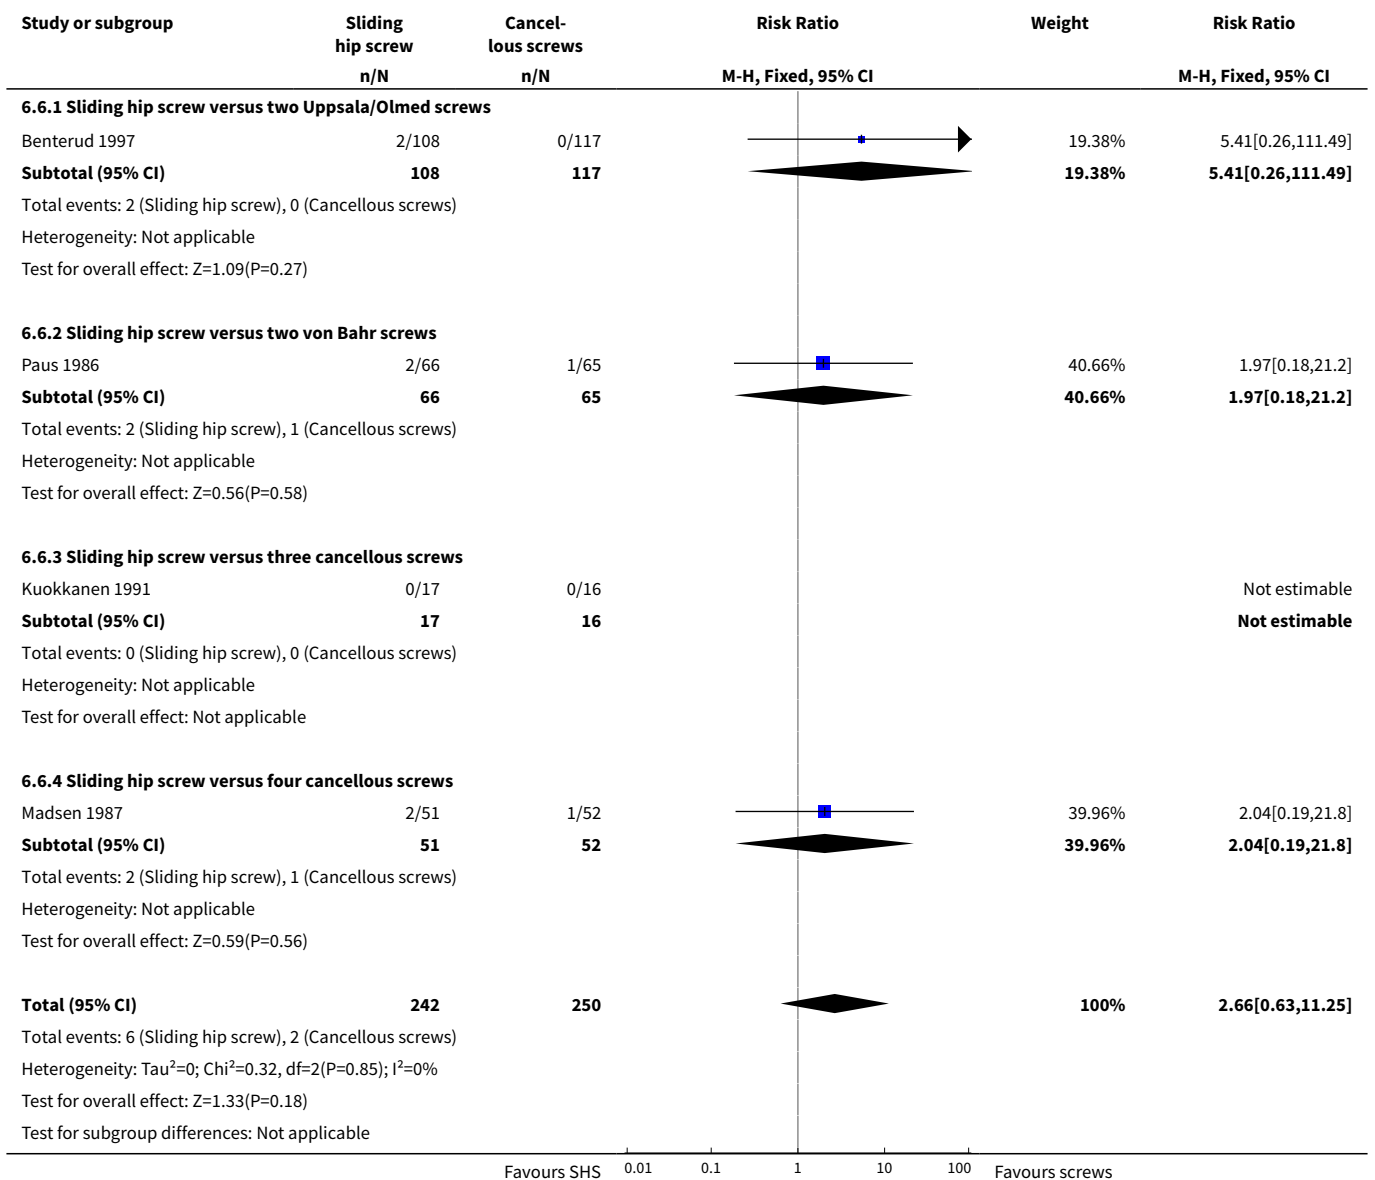 Study or subgroup Sliding Cancel- Risk Ratio Weight Risk Ratio
hip screw lous screws
n/N n/N M-H, Fixed, 95% CI M-H, Fixed, 95% CI
6.6.1 Sliding hip screw versus two Uppsala/Olmed screws
Benterud 1997 2/108 0/117 19.38% 5.41[0.26,111.49]
Subtotal (95% CI) 108 117 19.38% 5.41[0.26,111.49]
Total events: 2 (Sliding hip screw), 0 (Cancellous screws)
Heterogeneity: Not applicable
Test for overall effect: Z=1.09(P=0.27)
6.6.2 Sliding hip screw versus two von Bahr screws
Paus 1986 2/66 1/65 40.66% 1.97[0.18,21.2]
Subtotal (95% CI) 66 65 40.66% 1.97[0.18,21.2]
Total events: 2 (Sliding hip screw), 1 (Cancellous screws)
Heterogeneity: Not applicable
Test for overall effect: Z=0.56(P=0.58)
6.6.3 Sliding hip screw versus three cancellous screws
Kuokkanen 1991 0/17 0/16 Not estimable
Subtotal (95% CI) 17 16 Not estimable
Total events: 0 (Sliding hip screw), 0 (Cancellous screws)
Heterogeneity: Not applicable
Test for overall effect: Not applicable
6.6.4 Sliding hip screw versus four cancellous screws
Madsen 1987 2/51 1/52 39.96% 2.04[0.19,21.8]
Subtotal (95% CI) 51 52 39.96% 2.04[0.19,21.8]
Total events: 2 (Sliding hip screw), 1 (Cancellous screws)
Heterogeneity: Not applicable
Test for overall effect: Z=0.59(P=0.56)
Total (95% CI) 242 250 100% 2.66[0.63,11.25]
Total events: 6 (Sliding hip screw), 2 (Cancellous screws)
Heterogeneity: Tau²=0; Chi²=0.32, df=2(P=0.85); I²=0%
Test for overall effect: Z=1.33(P=0.18)
Test for subgroup differences: Not applicable
Favours SHS 0.01 0.1 1 10 100 Favours screws